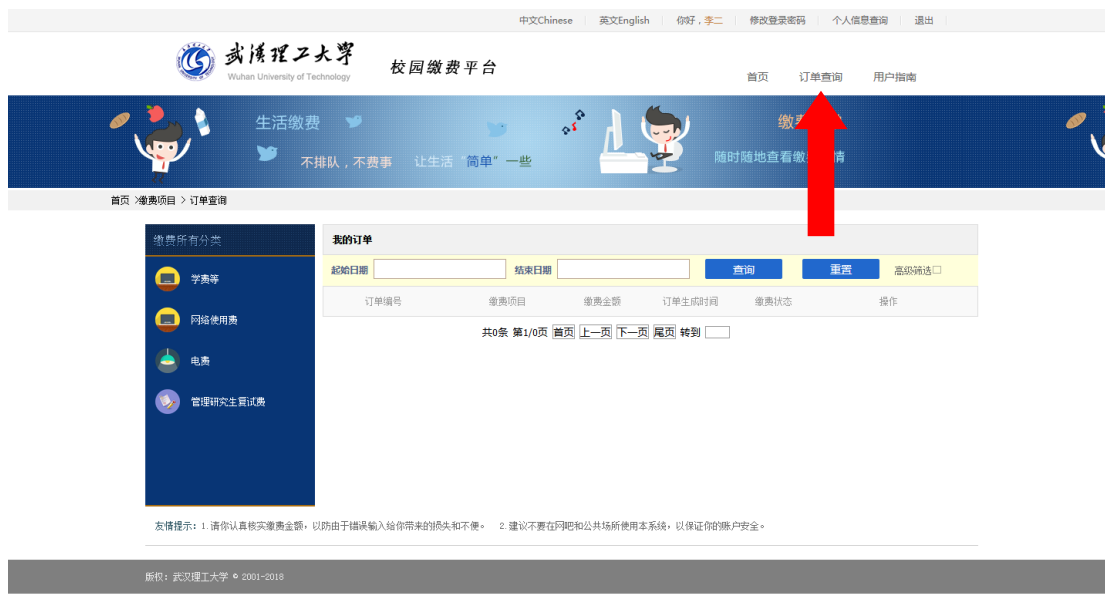 中文Chinese 英文English 你好，李二 修改登录密码 个人信息查询 退出
武漢理工大学
Wuhan University of Technology
校园缴费平台
首页 订单查询 用户指南
生活缴费
不排队，不费事 让生活“简单”一些
随时随地查看缴
首页 >缴费项目 > 订单查询
缴费所有分类
学费等
网络使用费
电费
管理研究生复试费
我的订单
起始日期 结束日期 查询 重置 高级筛选
订单编号 缴费项目 缴费金额 订单生成时间 缴费状态 操作
共0条 第1/0页 首页 上一页 下一页 尾页 转到
友情提示：1.请你认真核实缴费金额，以防由于错误输入给你带来的损失和不便。 2.建议不要在网吧和公共场所使用本系统，以保证你的账户安全。
版权：武汉理工大学 © 2001-2018